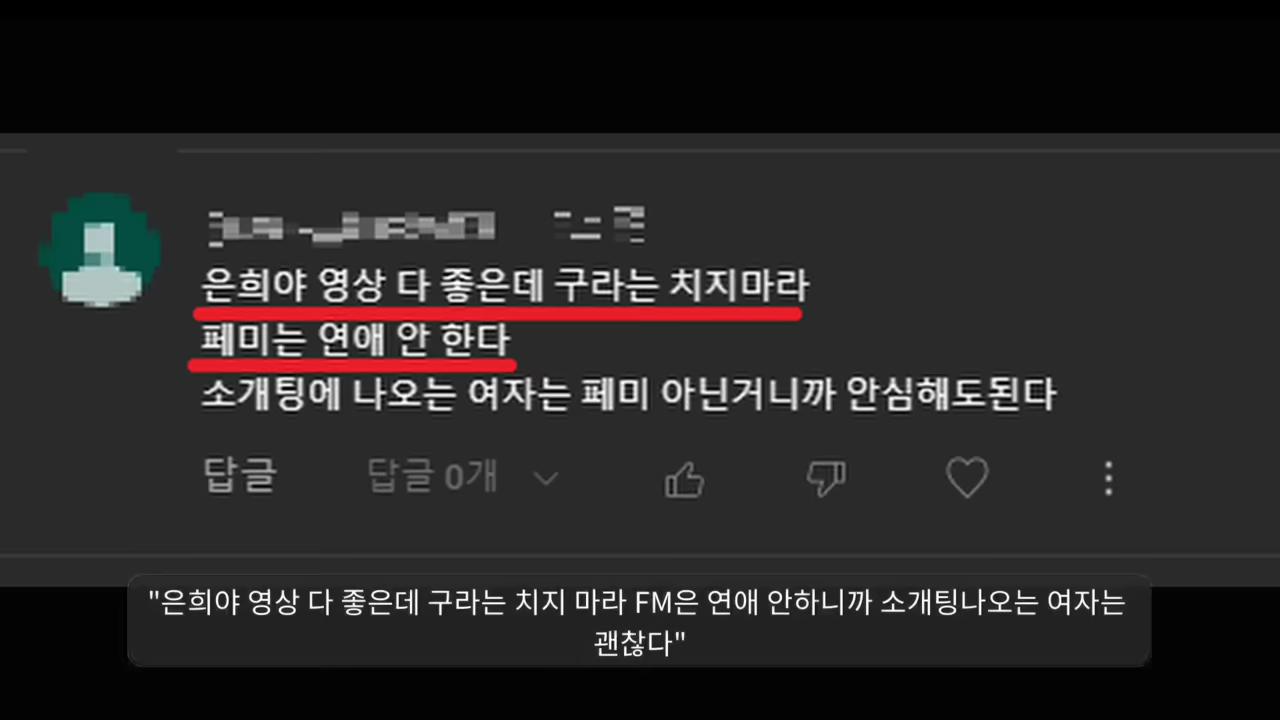 은희야 영상 다 좋은데 구라는 치지마라
페미는 연애 안 한다
소개팅에 나오는 여자는 페미 아닌거니까 안심해도된다
답글 답글 0개
"은희야 영상 다 좋은데 구라는 치지 마라 FM은 연애 안하니까 소개팅나오는 여자는
괜찮다"